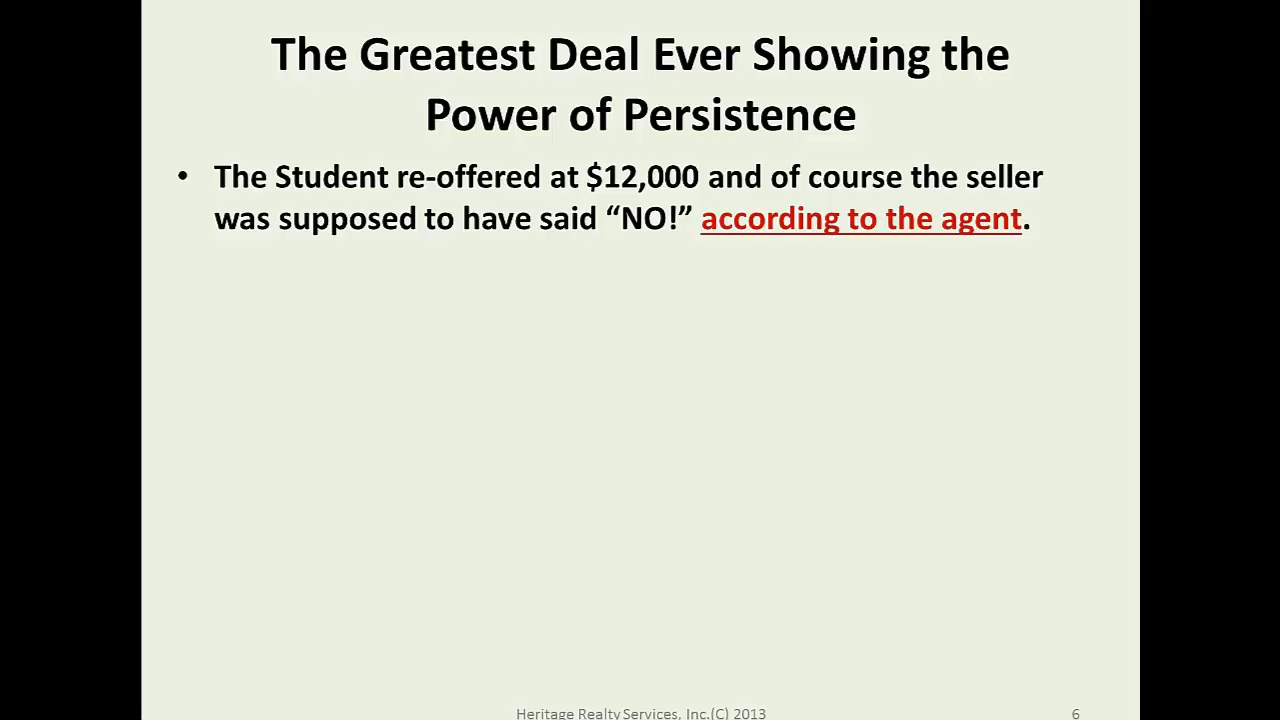 The Greatest Deal Ever Showing the
Power of Persistence
• The Student re-offered at $12,000 and of course the seller
was supposed to have said “NO!” according to the agent.
Heritage Realty Services, Inc.(C) 2013 6